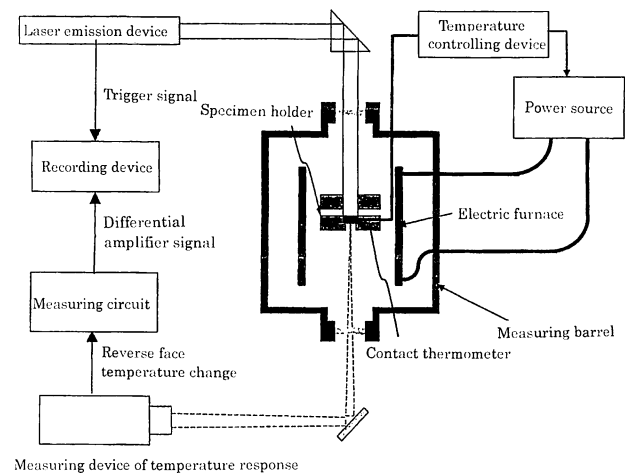 Laser emission device
Temperature
controlling device
Trigger signal
Specimen holder
Power source
Recording device
Differential
amplifier signal
Electric furnace
Measuring circuit
Measuring barrel
Contact thermometer
Reverse face
temperature change
Measuring device of temperature response